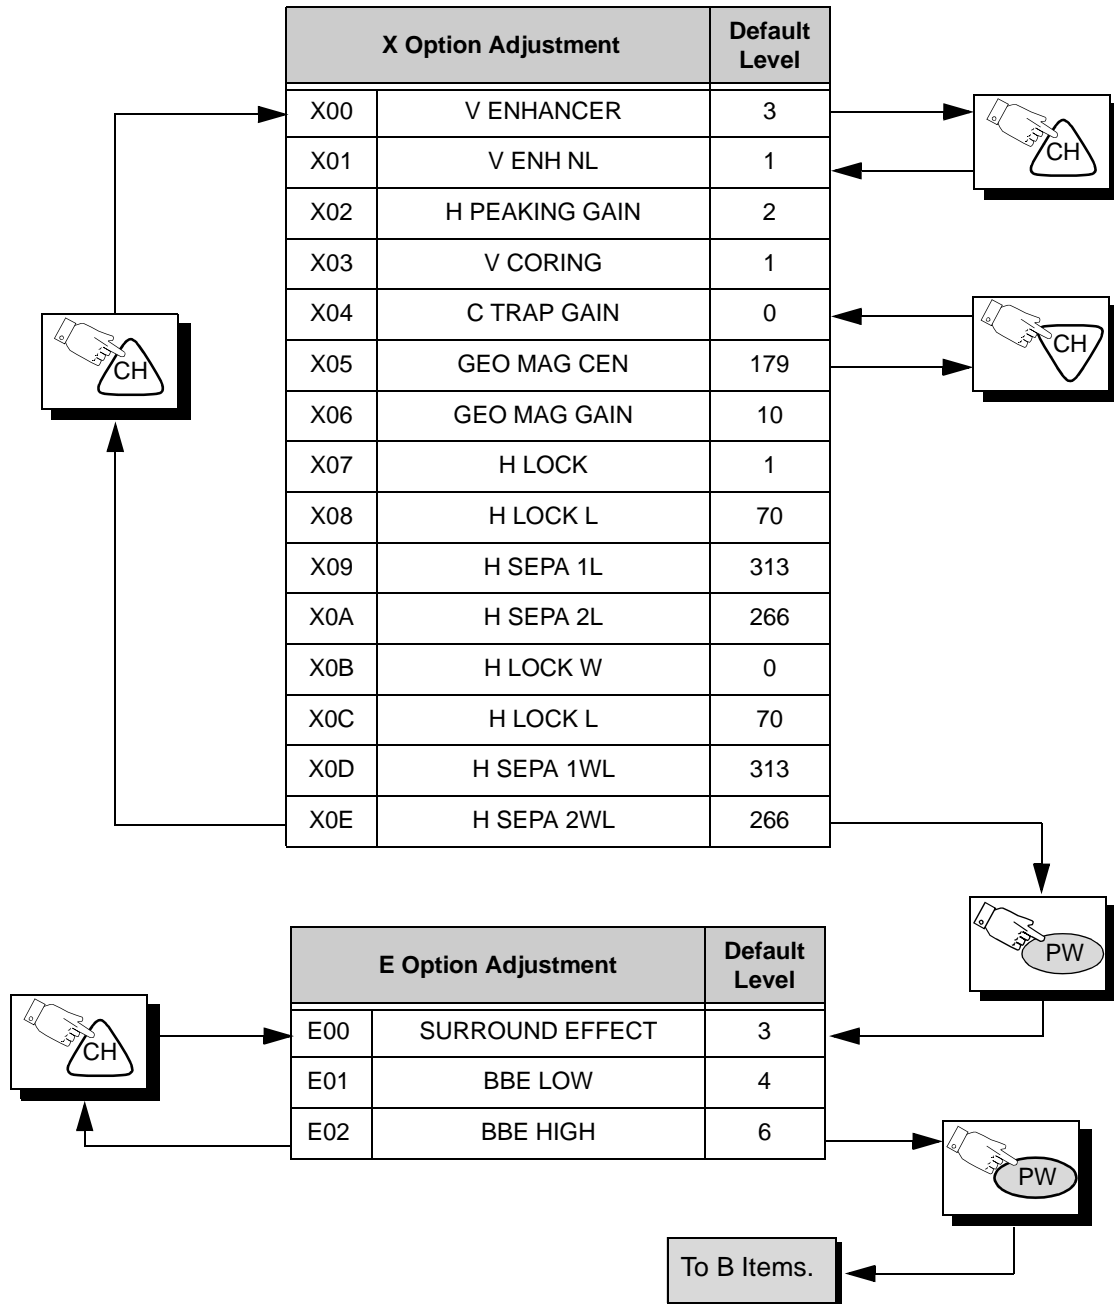 X Option Adjustment Default Level
X00 V ENHANCER 3
CH
X01 V ENH NL 1
X02 H PEAKING GAIN 2
X03 V CORING 1
X04 C TRAP GAIN 0
CH
CH
X05 GEO MAG CEN 179
X06 GEO MAG GAIN 10
X07 H LOCK 1
X08 H LOCK L 70
X09 H SEPA 1L 313
X0A H SEPA 2L 266
X0B H LOCK W 0
X0C H LOCK L 70
X0D H SEPA 1WL 313
X0E H SEPA 2WL 266
PW
E Option Adjustment Default Level
CH
E00 SURROUND EFFECT 3
E01 BBE LOW 4
E02 BBE HIGH 6
PW
To B Items.